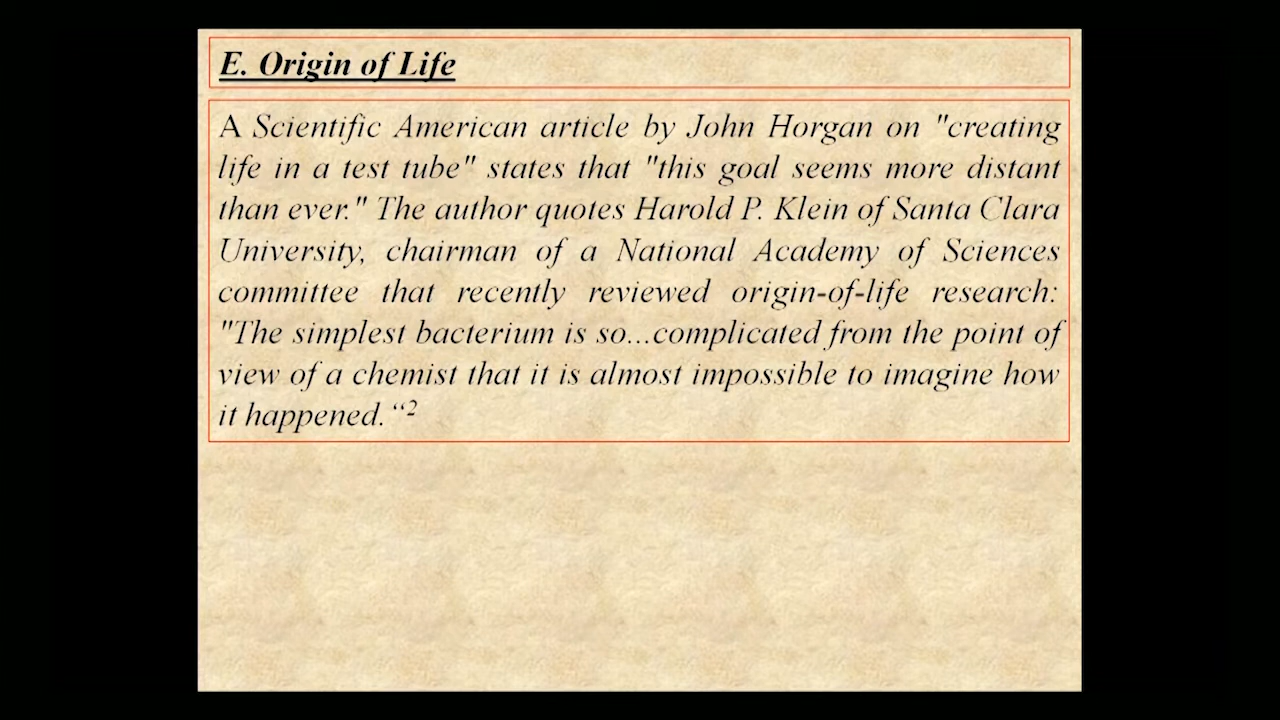 E. Origin of Life
A Scientific American article by John Horgan on "creating
life in a test tube" states that "this goal seems more distant
than ever." The author quotes Harold P. Klein of Santa Clara
University, chairman of a National Academy of Sciences
committee that recently reviewed origin-of-life research:
"The simplest bacterium is so...complicated from the point of
view of a chemist that it is almost impossible to imagine how
it happened.“2